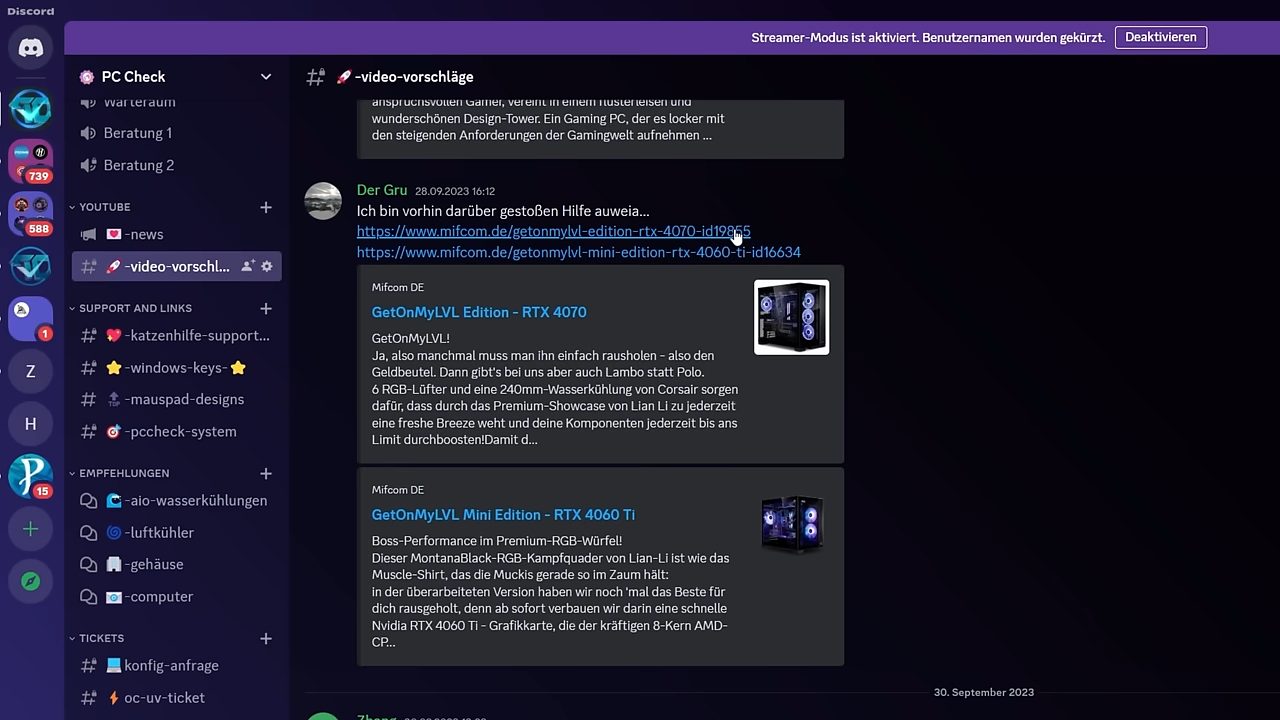 Discord
Streamer-Modus ist aktiviert. Benutzernamen wurden gekürzt.
Deaktivieren
PC Check
Warteraum
Beratung 1
Beratung 2
YOUTUBE
-news
-video-vorschl...
SUPPORT AND LINKS
-katzenhilfe-support...
-windows-keys-
-mauspad-designs
-pccheck-system
EMPFEHLUNGEN
-aio-wasserkühlungen
-luftkühler
-gehäuse
-computer
TICKETS
konfig-anfrage
oc-uv-ticket
739
588
1
Z
H
15
-video-vorschläge
anspruchsvollen Gamer, vereint in einem flüsterleisen und
wunderschönen Design-Tower. Ein Gaming PC, der es locker mit
den steigenden Anforderungen der Gamingwelt aufnehmen ...
Der Gru 28.09.2023 16:12
Ich bin vorhin darüber gestoßen Hilfe auweia...
https://www.mifcom.de/getonmylvl-edition-rtx-4070-id19855
https://www.mifcom.de/getonmylvl-mini-edition-rtx-4060-ti-id16634
Mifcom DE
GetOnMyLVL Edition - RTX 4070
GetOnMyLVL!
Ja, also manchmal muss man ihn einfach rausholen - also den
Geldbeutel. Dann gibt's bei uns aber auch Lambo statt Polo.
6 RGB-Lüfter und eine 240mm-Wasserkühlung von Corsair sorgen
dafür, dass durch das Premium-Showcase von Lian Li zu jederzeit
eine freshe Breeze weht und deine Komponenten jederzeit bis ans
Limit durchboosten!Damit d...
Mifcom DE
GetOnMyLVL Mini Edition - RTX 4060 Ti
Boss-Performance im Premium-RGB-Würfel!
Dieser MontanaBlack-RGB-Kampfquader von Lian-Li ist wie das
Muscle-Shirt, das die Muckis gerade so im Zaum hält:
in der überarbeiteten Version haben wir noch 'mal das Beste für
dich rausgeholt, denn ab sofort verbauen wir darin eine schnelle
Nvidia RTX 4060 Ti - Grafikkarte, die der kräftigen 8-Kern AMD-
CP...
30. September 2023